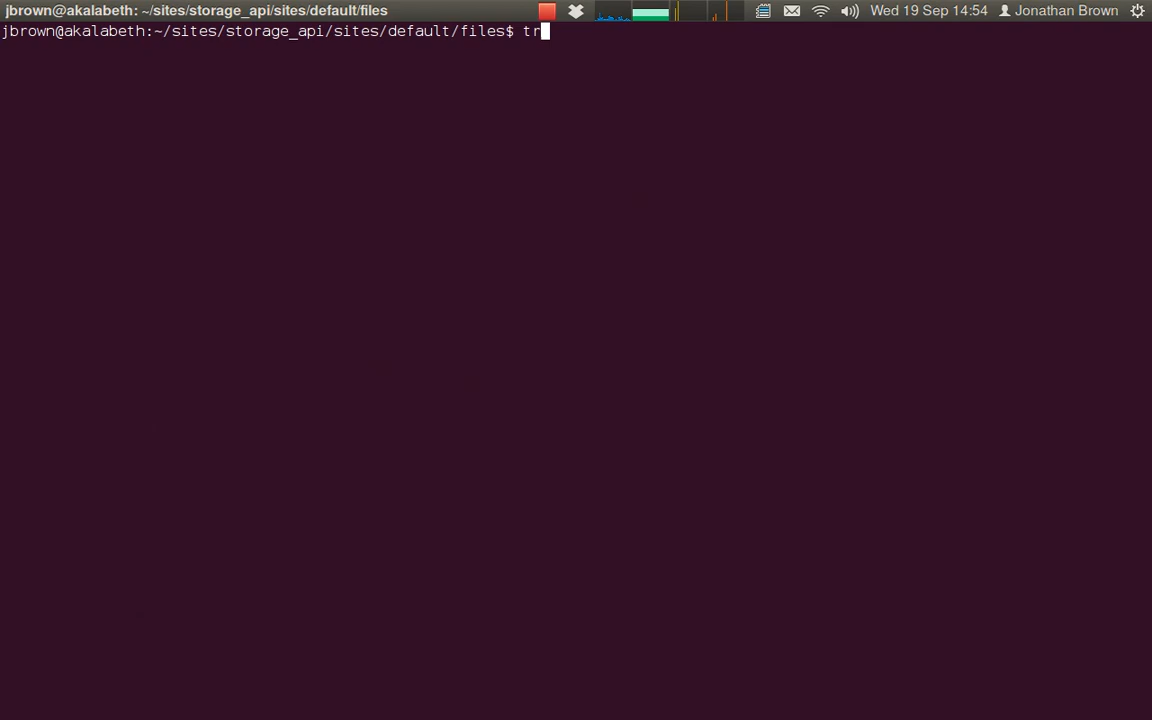 jbrown@akalabeth: ~/sites/storage_api/sites/default/files
Wed 19 Sep 14:54
Jonathan Brown
jbrown@akalabeth:~/sites/storage_api/sites/default/files$ tr